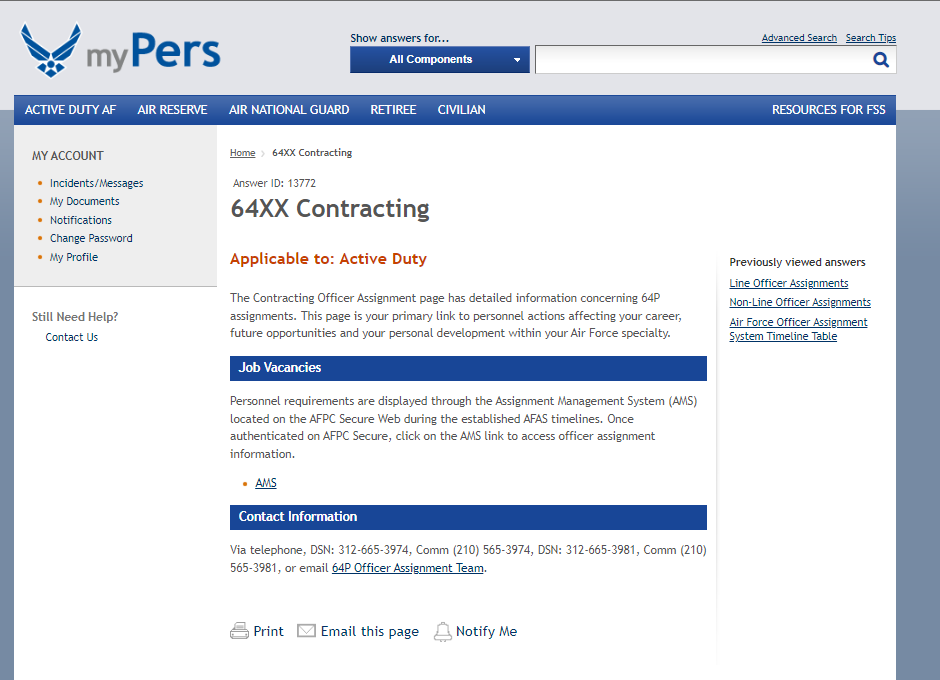 myPers
Show answers for...
All Components
Advanced Search Search Tips
ACTIVE DUTY AF AIR RESERVE AIR NATIONAL GUARD RETIREE CIVILIAN RESOURCES FOR FSS
MY ACCOUNT
Incidents/Messages
My Documents
Notifications
Change Password
My Profile
Still Need Help?
Contact Us
Home 64XX Contracting
Answer ID: 13772
64XX Contracting
Applicable to: Active Duty
The Contracting Officer Assignment page has detailed information concerning 64P
assignments. This page is your primary link to personnel actions affecting your career,
future opportunities and your personal development within your Air Force specialty.
Job Vacancies
Personnel requirements are displayed through the Assignment Management System (AMS)
located on the AFPC Secure Web during the established AFAS timelines. Once
authenticated on AFPC Secure, click on the AMS link to access officer assignment
information.
AMS
Contact Information
Via telephone, DSN: 312-665-3974, Comm (210) 565-3974, DSN: 312-665-3981, Comm (210)
565-3981, or email 64P Officer Assignment Team.
Print Email this page Notify Me
Previously viewed answers
Line Officer Assignments
Non-Line Officer Assignments
Air Force Officer Assignment
System Timeline Table